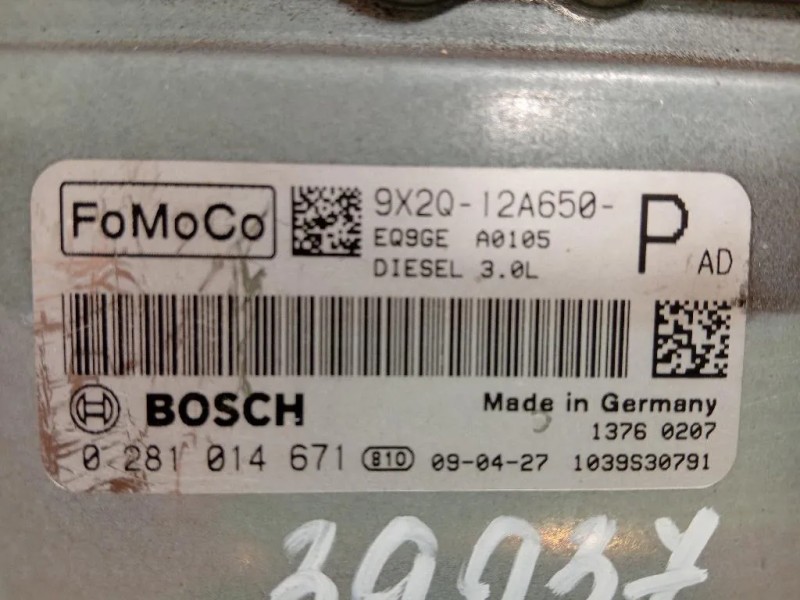 FoMoCo
9X2Q-12A650-
P
AD
EQ9GE A0105
DIESEL 3.0L
BOSCH
Made in Germany
1376 0207
0 281 014 671 B10 09-04-27 1039S30791
39937